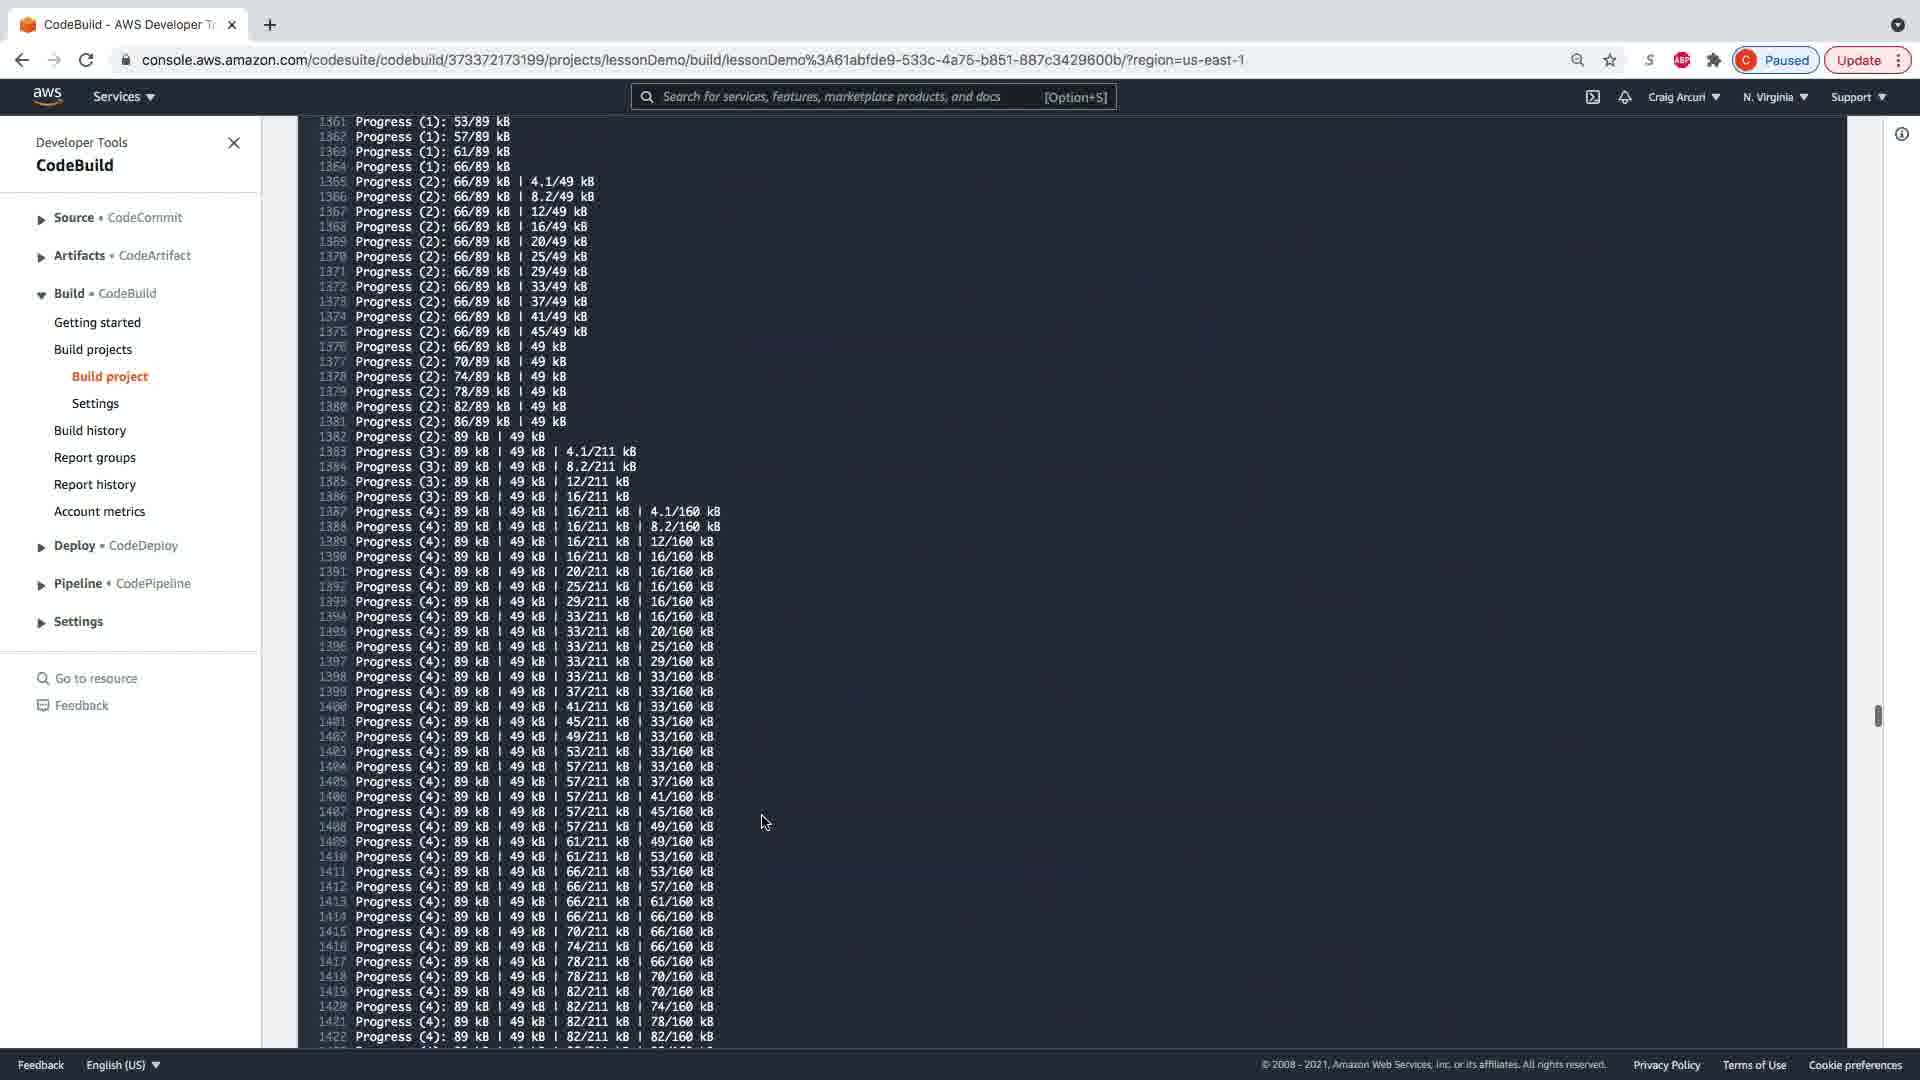 CodeBuild - AWS Developer To
console.aws.amazon.com/codesuite/codebuild/373372173199/projects/lessonDemo/build/lessonDemo%3A61abfde9-533c-4a75-b851-887c3429600b/?region=us-east-1
S
ABP
C Paused
Update
aws
Services
Search for services, features, marketplace products, and docs [Option+S]
Craig Arcuri
N. Virginia
Support
Developer Tools
CodeBuild
Source • CodeCommit
Artifacts • CodeArtifact
Build • CodeBuild
Getting started
Build projects
Build project
Settings
Build history
Report groups
Report history
Account metrics
Deploy • CodeDeploy
Pipeline • CodePipeline
Settings
Go to resource
Feedback
1361 Progress (1): 53/89 kB
1362 Progress (1): 57/89 kB
1363 Progress (1): 61/89 kB
1364 Progress (1): 66/89 kB
1365 Progress (2): 66/89 kB | 4.1/49 kB
1366 Progress (2): 66/89 kB | 8.2/49 kB
1367 Progress (2): 66/89 kB | 12/49 kB
1368 Progress (2): 66/89 kB | 16/49 kB
1369 Progress (2): 66/89 kB | 20/49 kB
1370 Progress (2): 66/89 kB | 25/49 kB
1371 Progress (2): 66/89 kB | 29/49 kB
1372 Progress (2): 66/89 kB | 33/49 kB
1373 Progress (2): 66/89 kB | 37/49 kB
1374 Progress (2): 66/89 kB | 41/49 kB
1375 Progress (2): 66/89 kB | 45/49 kB
1376 Progress (2): 66/89 kB | 49 kB
1377 Progress (2): 70/89 kB | 49 kB
1378 Progress (2): 74/89 kB | 49 kB
1379 Progress (2): 78/89 kB | 49 kB
1380 Progress (2): 82/89 kB | 49 kB
1381 Progress (2): 86/89 kB | 49 kB
1382 Progress (2): 89 kB | 49 kB
1383 Progress (3): 89 kB | 49 kB | 4.1/211 kB
1384 Progress (3): 89 kB | 49 kB | 8.2/211 kB
1385 Progress (3): 89 kB | 49 kB | 12/211 kB
1386 Progress (3): 89 kB | 49 kB | 16/211 kB
1387 Progress (4): 89 kB | 49 kB | 16/211 kB | 4.1/160 kB
1388 Progress (4): 89 kB | 49 kB | 16/211 kB | 8.2/160 kB
1389 Progress (4): 89 kB | 49 kB | 16/211 kB | 12/160 kB
1390 Progress (4): 89 kB | 49 kB | 16/211 kB | 16/160 kB
1391 Progress (4): 89 kB | 49 kB | 20/211 kB | 16/160 kB
1392 Progress (4): 89 kB | 49 kB | 25/211 kB | 16/160 kB
1393 Progress (4): 89 kB | 49 kB | 29/211 kB | 16/160 kB
1394 Progress (4): 89 kB | 49 kB | 33/211 kB | 16/160 kB
1395 Progress (4): 89 kB | 49 kB | 33/211 kB | 20/160 kB
1396 Progress (4): 89 kB | 49 kB | 33/211 kB | 25/160 kB
1397 Progress (4): 89 kB | 49 kB | 33/211 kB | 29/160 kB
1398 Progress (4): 89 kB | 49 kB | 33/211 kB | 33/160 kB
1399 Progress (4): 89 kB | 49 kB | 37/211 kB | 33/160 kB
1400 Progress (4): 89 kB | 49 kB | 41/211 kB | 33/160 kB
1401 Progress (4): 89 kB | 49 kB | 45/211 kB | 33/160 kB
1402 Progress (4): 89 kB | 49 kB | 49/211 kB | 33/160 kB
1403 Progress (4): 89 kB | 49 kB | 53/211 kB | 33/160 kB
1404 Progress (4): 89 kB | 49 kB | 57/211 kB | 33/160 kB
1405 Progress (4): 89 kB | 49 kB | 57/211 kB | 37/160 kB
1406 Progress (4): 89 kB | 49 kB | 57/211 kB | 41/160 kB
1407 Progress (4): 89 kB | 49 kB | 57/211 kB | 45/160 kB
1408 Progress (4): 89 kB | 49 kB | 57/211 kB | 49/160 kB
1409 Progress (4): 89 kB | 49 kB | 61/211 kB | 49/160 kB
1410 Progress (4): 89 kB | 49 kB | 61/211 kB | 53/160 kB
1411 Progress (4): 89 kB | 49 kB | 66/211 kB | 53/160 kB
1412 Progress (4): 89 kB | 49 kB | 66/211 kB | 57/160 kB
1413 Progress (4): 89 kB | 49 kB | 66/211 kB | 61/160 kB
1414 Progress (4): 89 kB | 49 kB | 66/211 kB | 66/160 kB
1415 Progress (4): 89 kB | 49 kB | 70/211 kB | 66/160 kB
1416 Progress (4): 89 kB | 49 kB | 74/211 kB | 66/160 kB
1417 Progress (4): 89 kB | 49 kB | 78/211 kB | 66/160 kB
1418 Progress (4): 89 kB | 49 kB | 78/211 kB | 70/160 kB
1419 Progress (4): 89 kB | 49 kB | 82/211 kB | 70/160 kB
1420 Progress (4): 89 kB | 49 kB | 82/211 kB | 74/160 kB
1421 Progress (4): 89 kB | 49 kB | 82/211 kB | 78/160 kB
1422 Progress (4): 89 kB | 49 kB | 82/211 kB | 82/160 kB
Feedback
English (US)
© 2008 - 2021, Amazon Web Services, Inc. or its affiliates. All rights reserved.
Privacy Policy
Terms of Use
Cookie preferences